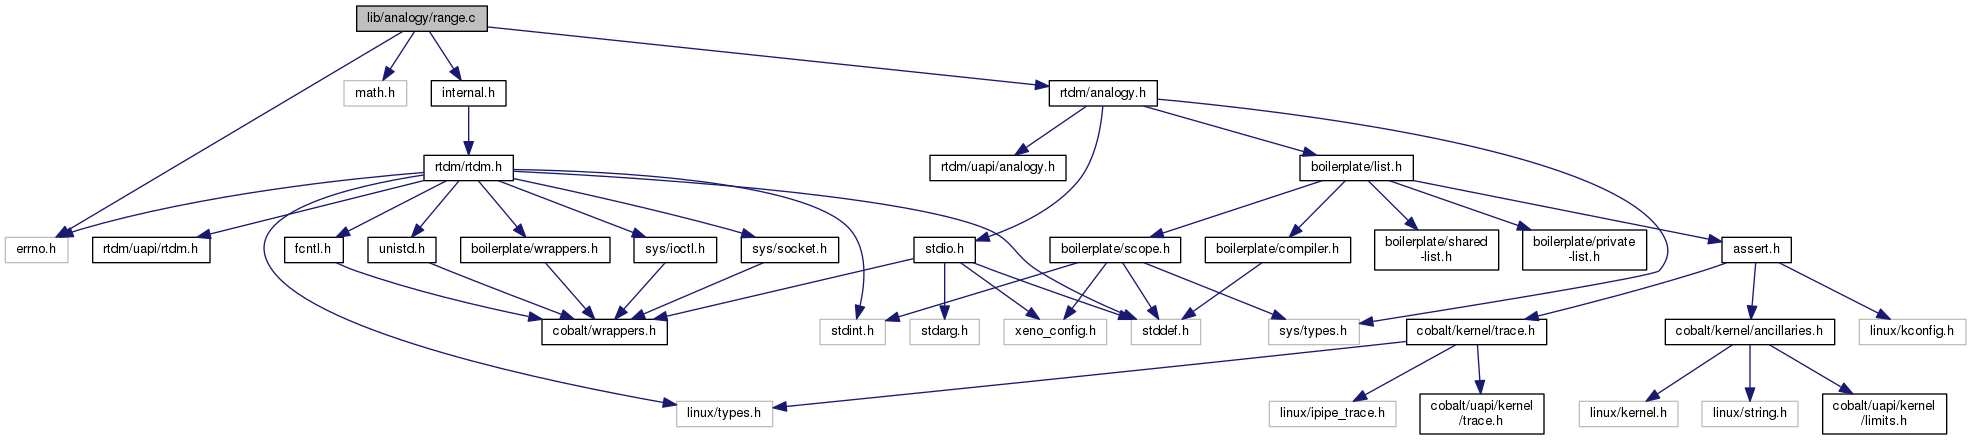 lib/analogy/range.c
math.h
internal.h
rtdm/analogy.h
rtdm/rtdm.h
rtdm/uapi/analogy.h
boilerplate/list.h
errno.h
rtdm/uapi/rtdm.h
fcntl.h
unistd.h
boilerplate/wrappers.h
sys/ioctl.h
sys/socket.h
stdio.h
boilerplate/scope.h
boilerplate/compiler.h
boilerplate/shared
-list.h
boilerplate/private
-list.h
assert.h
cobalt/wrappers.h
stdint.h
stdarg.h
xeno_config.h
stddef.h
sys/types.h
cobalt/kernel/trace.h
cobalt/kernel/ancillaries.h
linux/kconfig.h
linux/types.h
linux/ipipe_trace.h
cobalt/uapi/kernel
/trace.h
linux/kernel.h
linux/string.h
cobalt/uapi/kernel
/limits.h